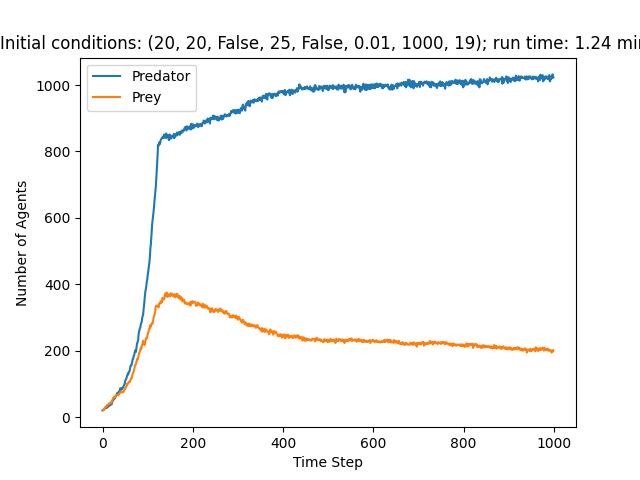 Initial conditions: (20, 20, False, 25, False, 0.01, 1000, 19); run time: 1.24 min
Predator
Prey
1000
800
600
400
200
0
Number of Agents
0 200 400 600 800 1000
Time Step